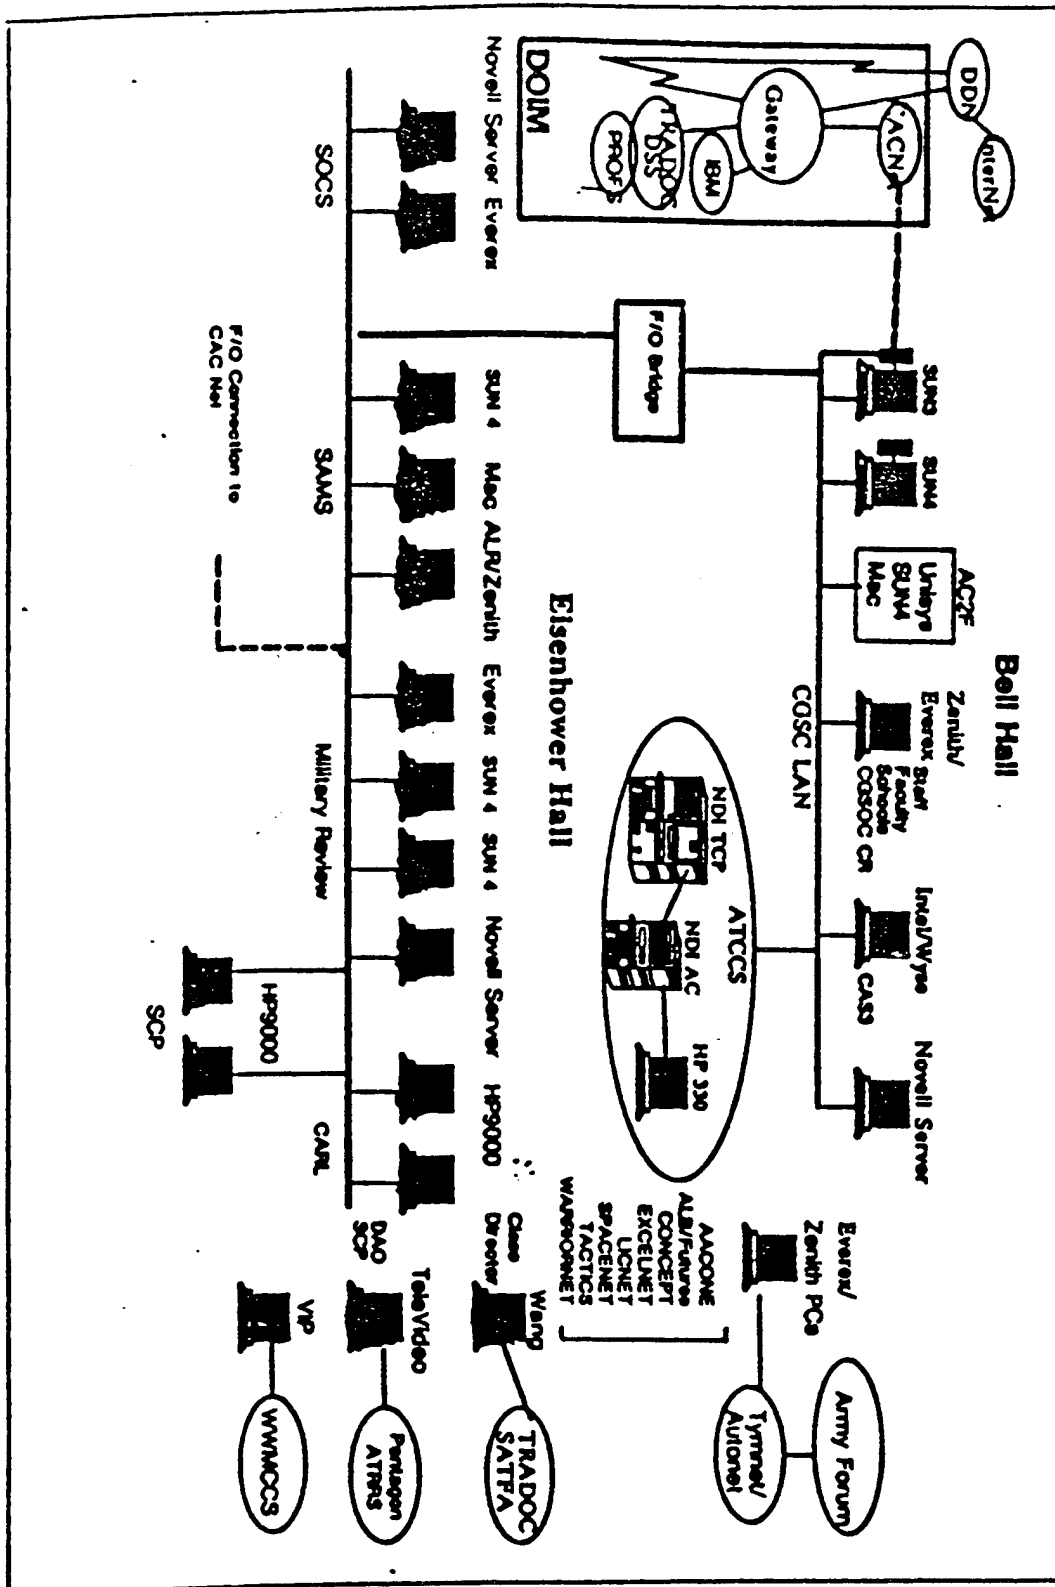 Bell Hall
DDN
InterNet
CACNet
Gateway
IBM
TRADOC
DSS
PROFS
DOIM
SUN3
SUN4
AC2F
Unisys
SUN4
Mac
Zenith/
Everex
Staff
Faculty
Schools
CGSOC CR
Intel/Wyse
CAS3
Novell Server
CGSC LAN
F/O Bridge
ATCCS
NDI TCP
NDI AC
HP 330
Everex/
Zenith PCs
Army Forum
Tymnet/
Autonet
AACONE
ALB/Futures
CONCEPT
EXCELNET
LICNET
SPACENET
TACTICS
WARRIORNET
Eisenhower Hall
Novell Server
Everex
SUN 4
Mac
ALR/Zenith
Everex
SUN 4
SUN 4
Novell Server
HP9000
Class
Director
Wang
TRADOC
SATFA
SOCS
SAMS
Military Review
CARL
DAO
SCP
TeleVideo
Pentagon
ATRRS
F/O Connection to
CAC Net
HP9000
SCP
VIP
WWMCCS